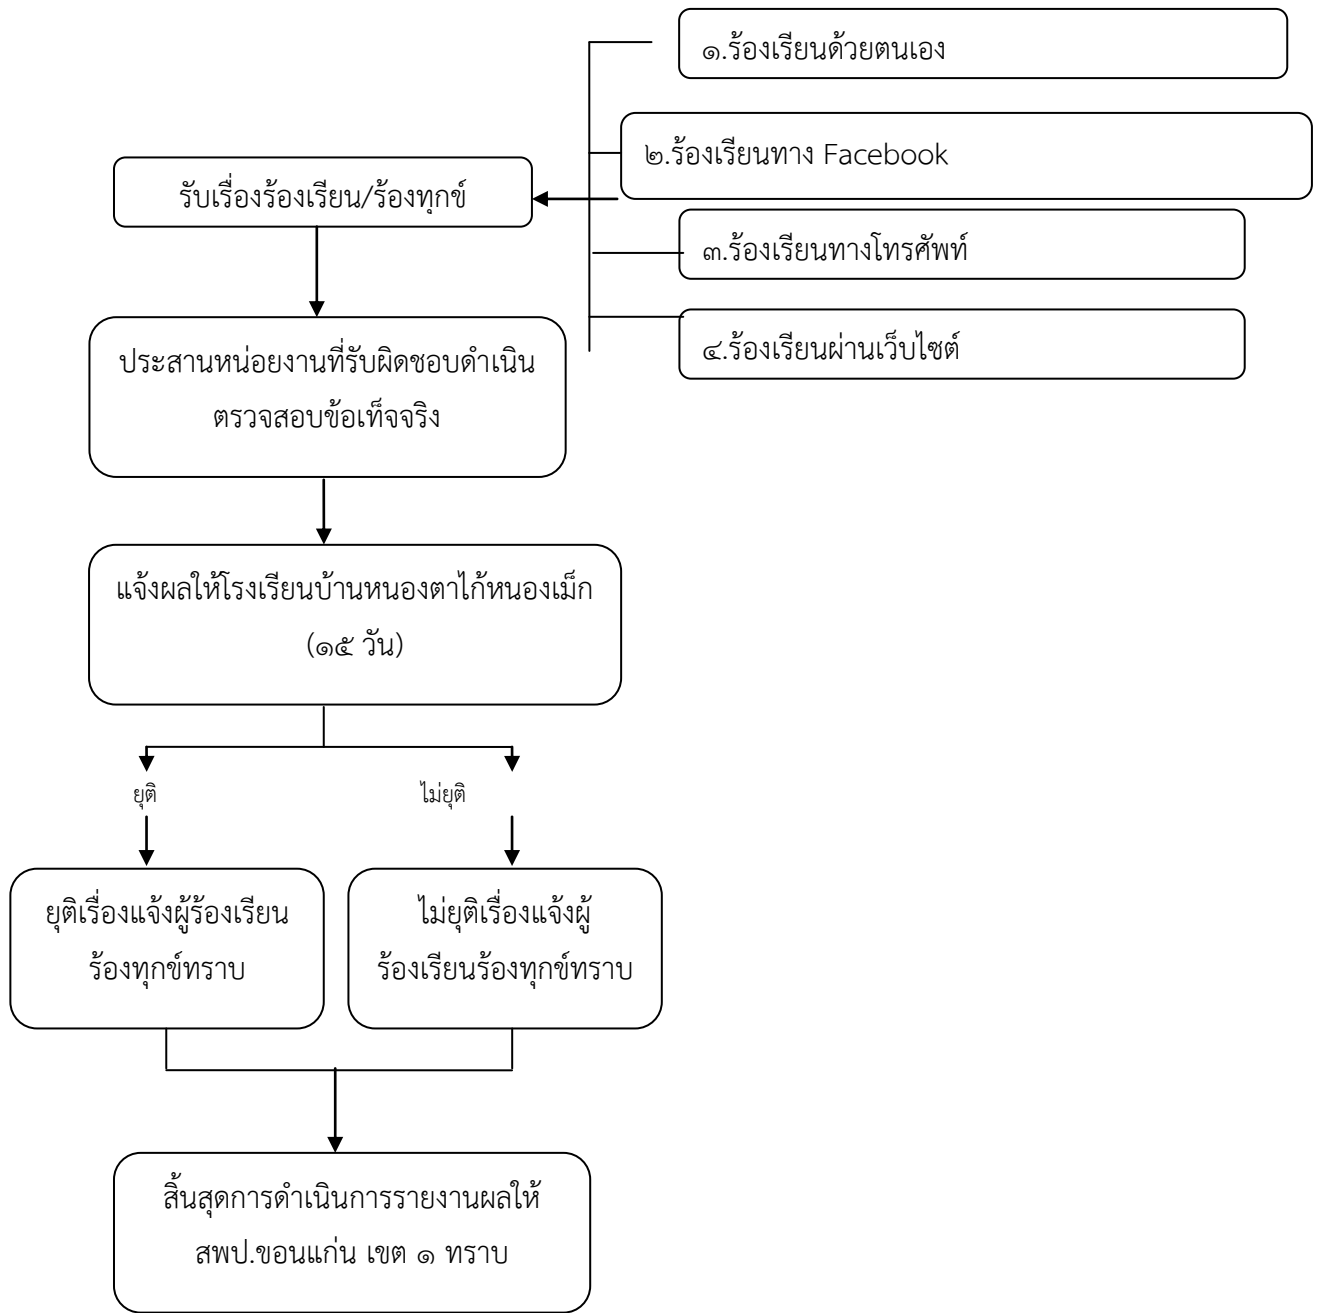 ๑.ร้องเรียนด้วยตนเอง
๒.ร้องเรียนทาง Facebook
รับเรื่องร้องเรียน/ร้องทุกข์
๓.ร้องเรียนทางโทรศัพท์
๔.ร้องเรียนผ่านเว็บไซต์
ประสานหน่อยงานที่รับผิดชอบดำเนิน
ตรวจสอบข้อเท็จจริง
แจ้งผลให้โรงเรียนบ้านหนองตาไก้หนองเม็ก
(๑๕ วัน)
ยุติ
ไม่ยุติ
ยุติเรื่องแจ้งผู้ร้องเรียน
ร้องทุกข์ทราบ
ไม่ยุติเรื่องแจ้งผู้
ร้องเรียนร้องทุกข์ทราบ
สิ้นสุดการดำเนินการรายงานผลให้
สพป.ขอนแก่น เขต ๑ ทราบ